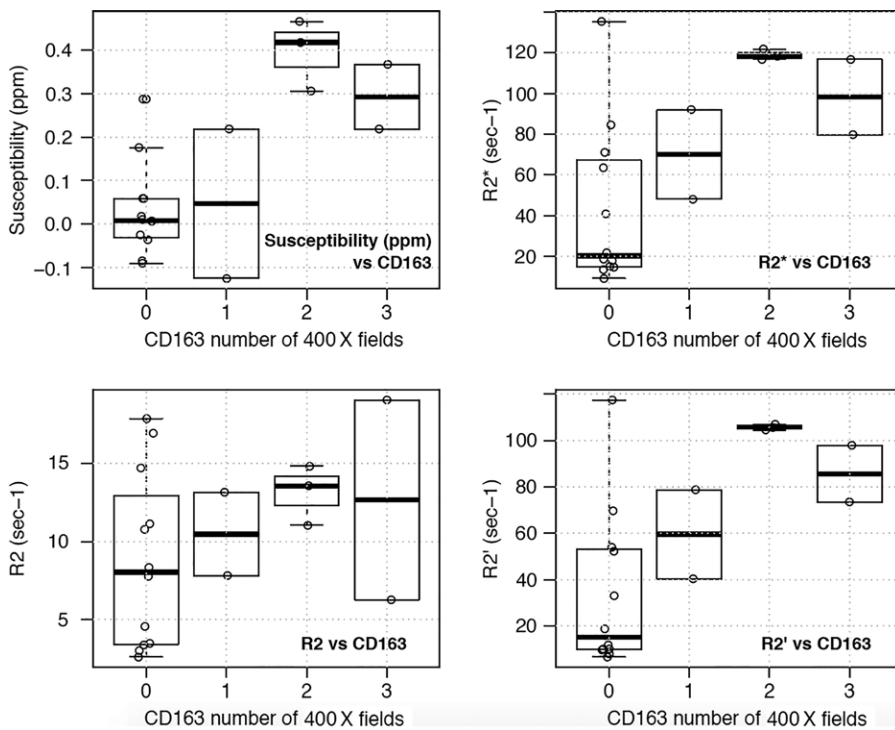 Susceptibility (ppm)
0.4
0.3
0.2
0.1
0.0
−0.1
Susceptibility (ppm)
vs CD163
0 1 2 3
CD163 number of 400 X fields
R2* (sec−1)
120
100
80
60
40
20
R2* vs CD163
0 1 2 3
CD163 number of 400 X fields
R2 (sec−1)
15
10
5
R2 vs CD163
0 1 2 3
CD163 number of 400 X fields
R2' (sec−1)
100
80
60
40
20
R2' vs CD163
0 1 2 3
CD163 number of 400 X fields